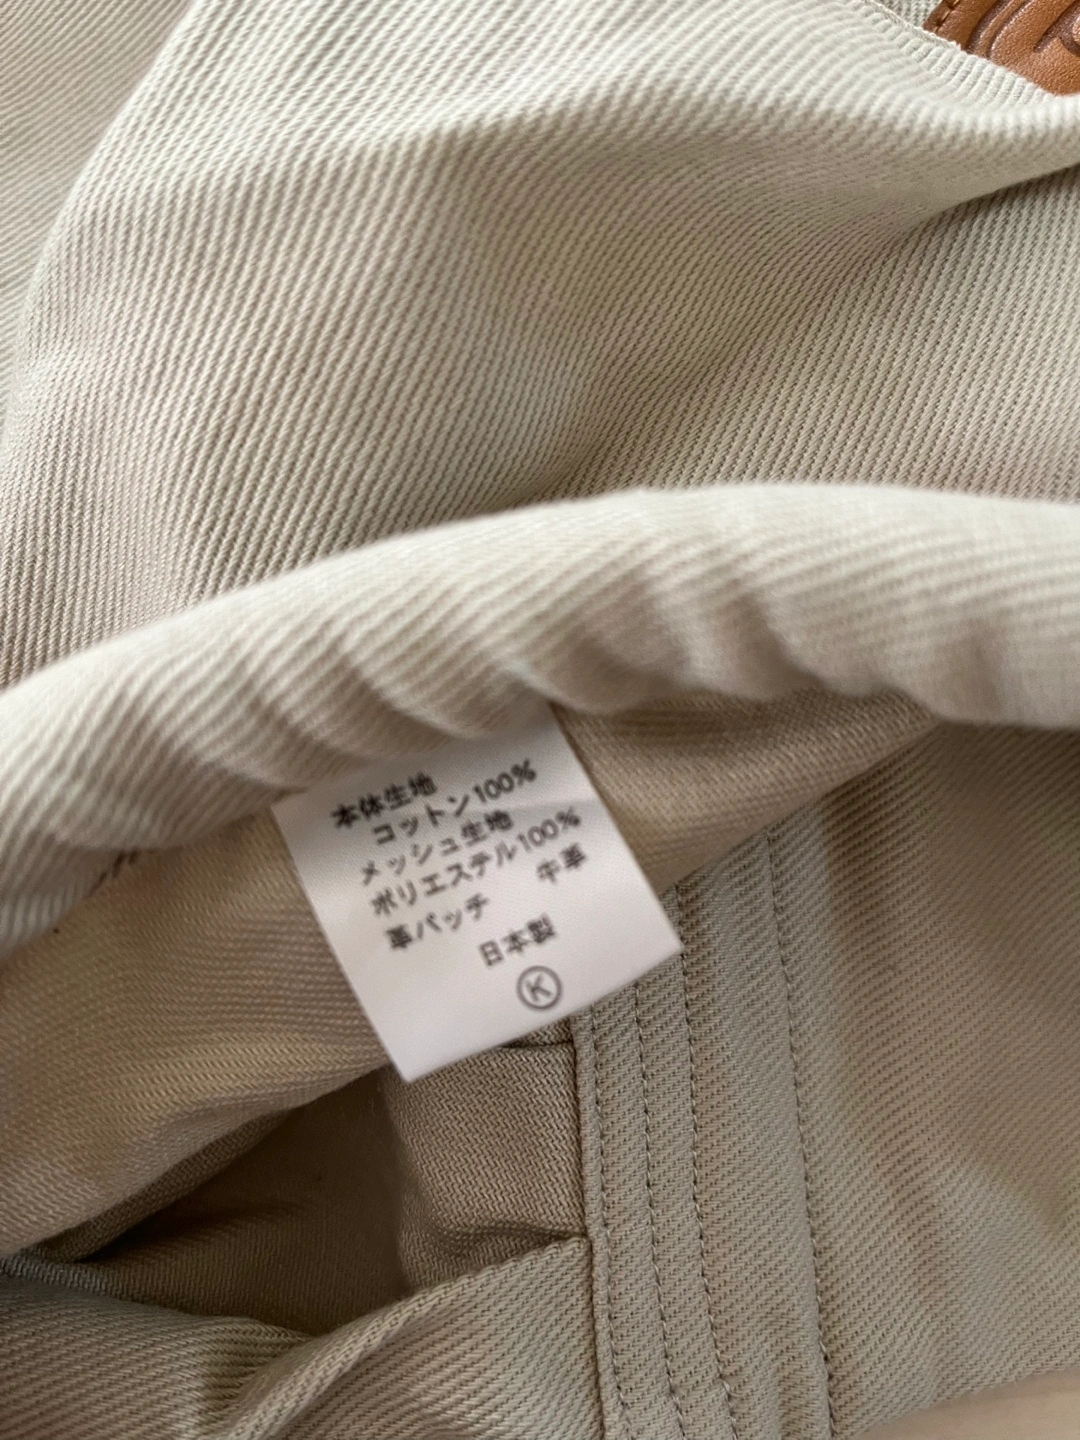 本体生地
コットン100%
メッシュ生地
ポリエステル100%
革パッチ 牛革
日本製
Ⓚ